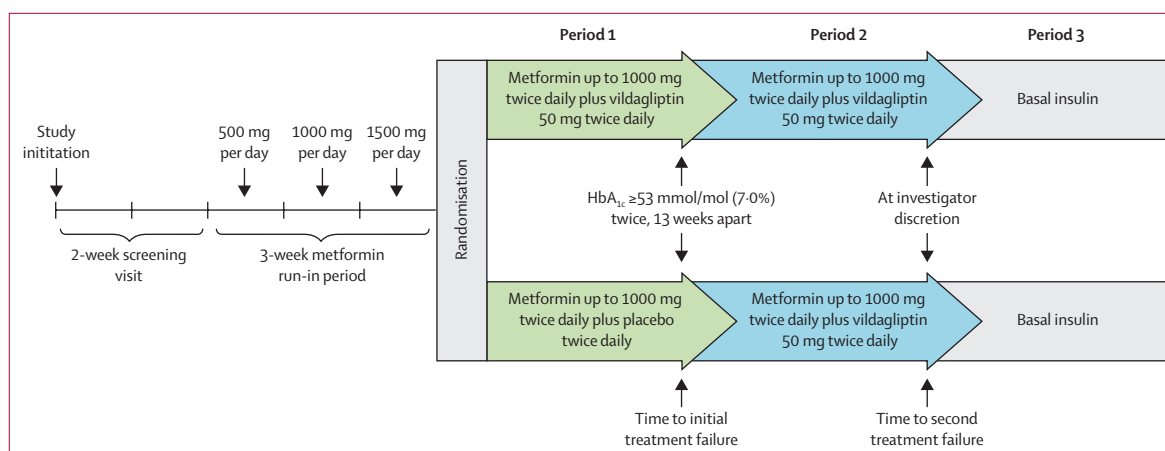 Period 1
Period 2
Period 3
Study
inititation
500 mg
per day
1000 mg
per day
1500 mg
per day
2-week screening
visit
3-week metformin
run-in period
Randomisation
Metformin up to 1000 mg
twice daily plus vildagliptin
50 mg twice daily
Metformin up to 1000 mg
twice daily plus vildagliptin
50 mg twice daily
Basal insulin
HbA1c ≥53 mmol/mol (7·0%)
twice, 13 weeks apart
At investigator
discretion
Metformin up to 1000 mg
twice daily plus placebo
twice daily
Metformin up to 1000 mg
twice daily plus vildagliptin
50 mg twice daily
Basal insulin
Time to initial
treatment failure
Time to second
treatment failure